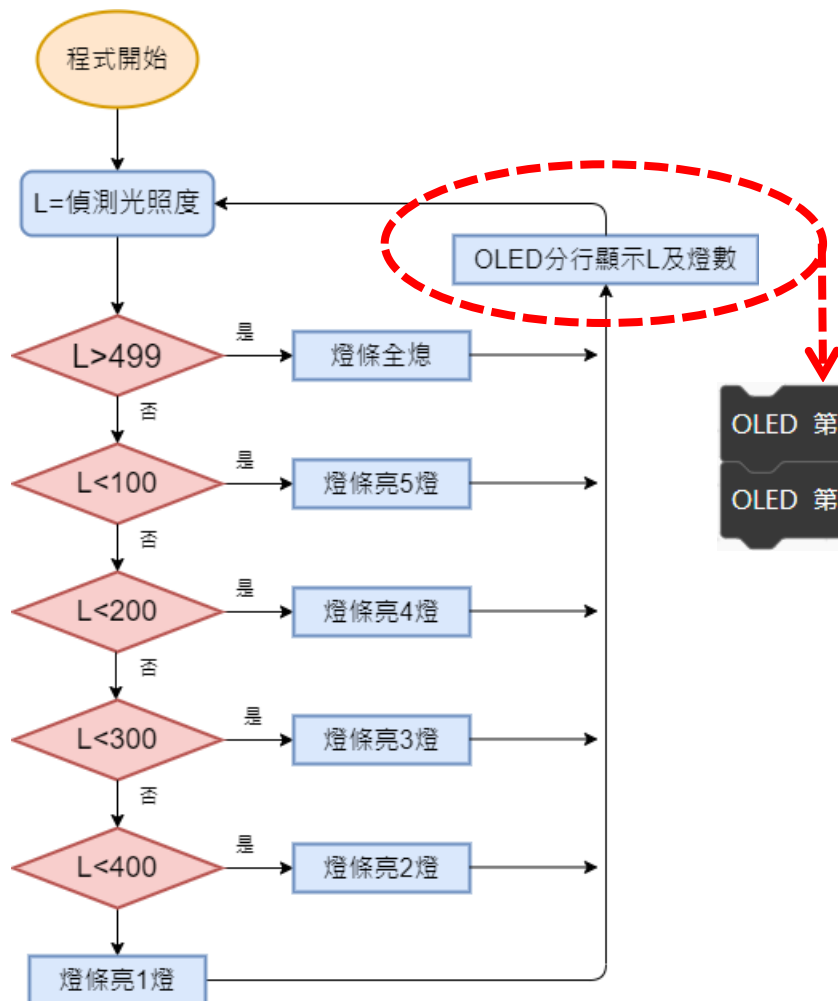 程式開始
L=偵測光照度
OLED分行顯示L及燈數
L>499
是
燈條全熄
否
OLED 第
L<100
是
燈條亮5燈
OLED 第
否
L<200
是
燈條亮4燈
否
L<300
是
燈條亮3燈
否
L<400
是
燈條亮2燈
燈條亮1燈